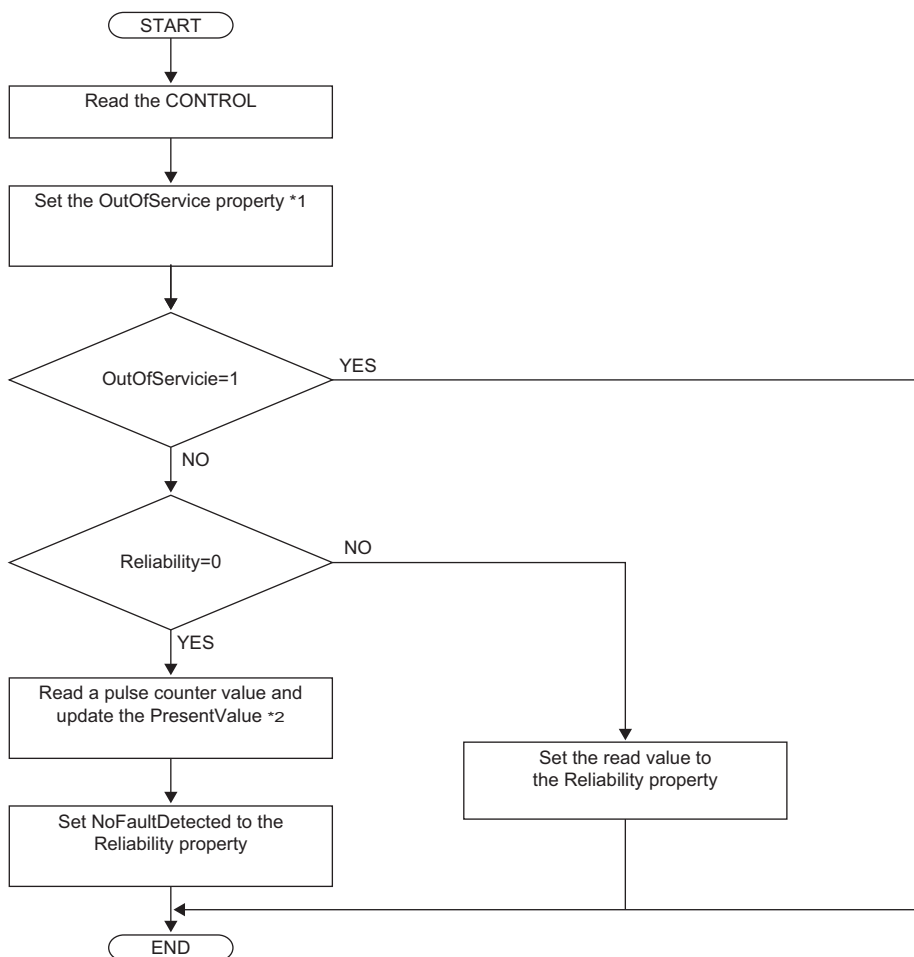 START
Read the CONTROL
Set the OutOfService property *1
OutOfServicie=1
YES
NO
Reliability=0
NO
YES
Read a pulse counter value and
update the PresentValue *2
Set the read value to
the Reliability property
Set NoFaultDetected to the
Reliability property
END